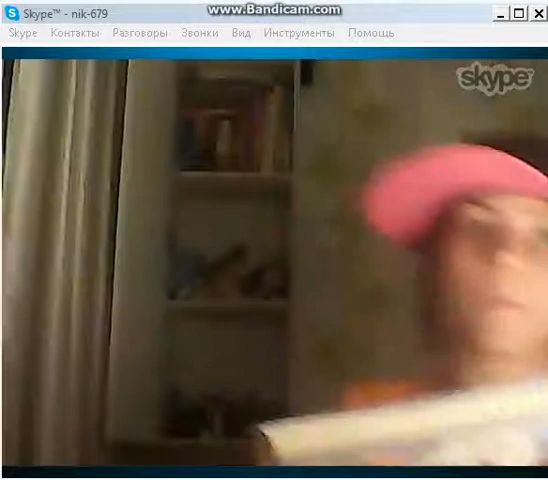 www.Bandicam.com
Skype™ - nik-679
Skype Контакты Разговоры Звонки Вид Инструменты Помощь
skype